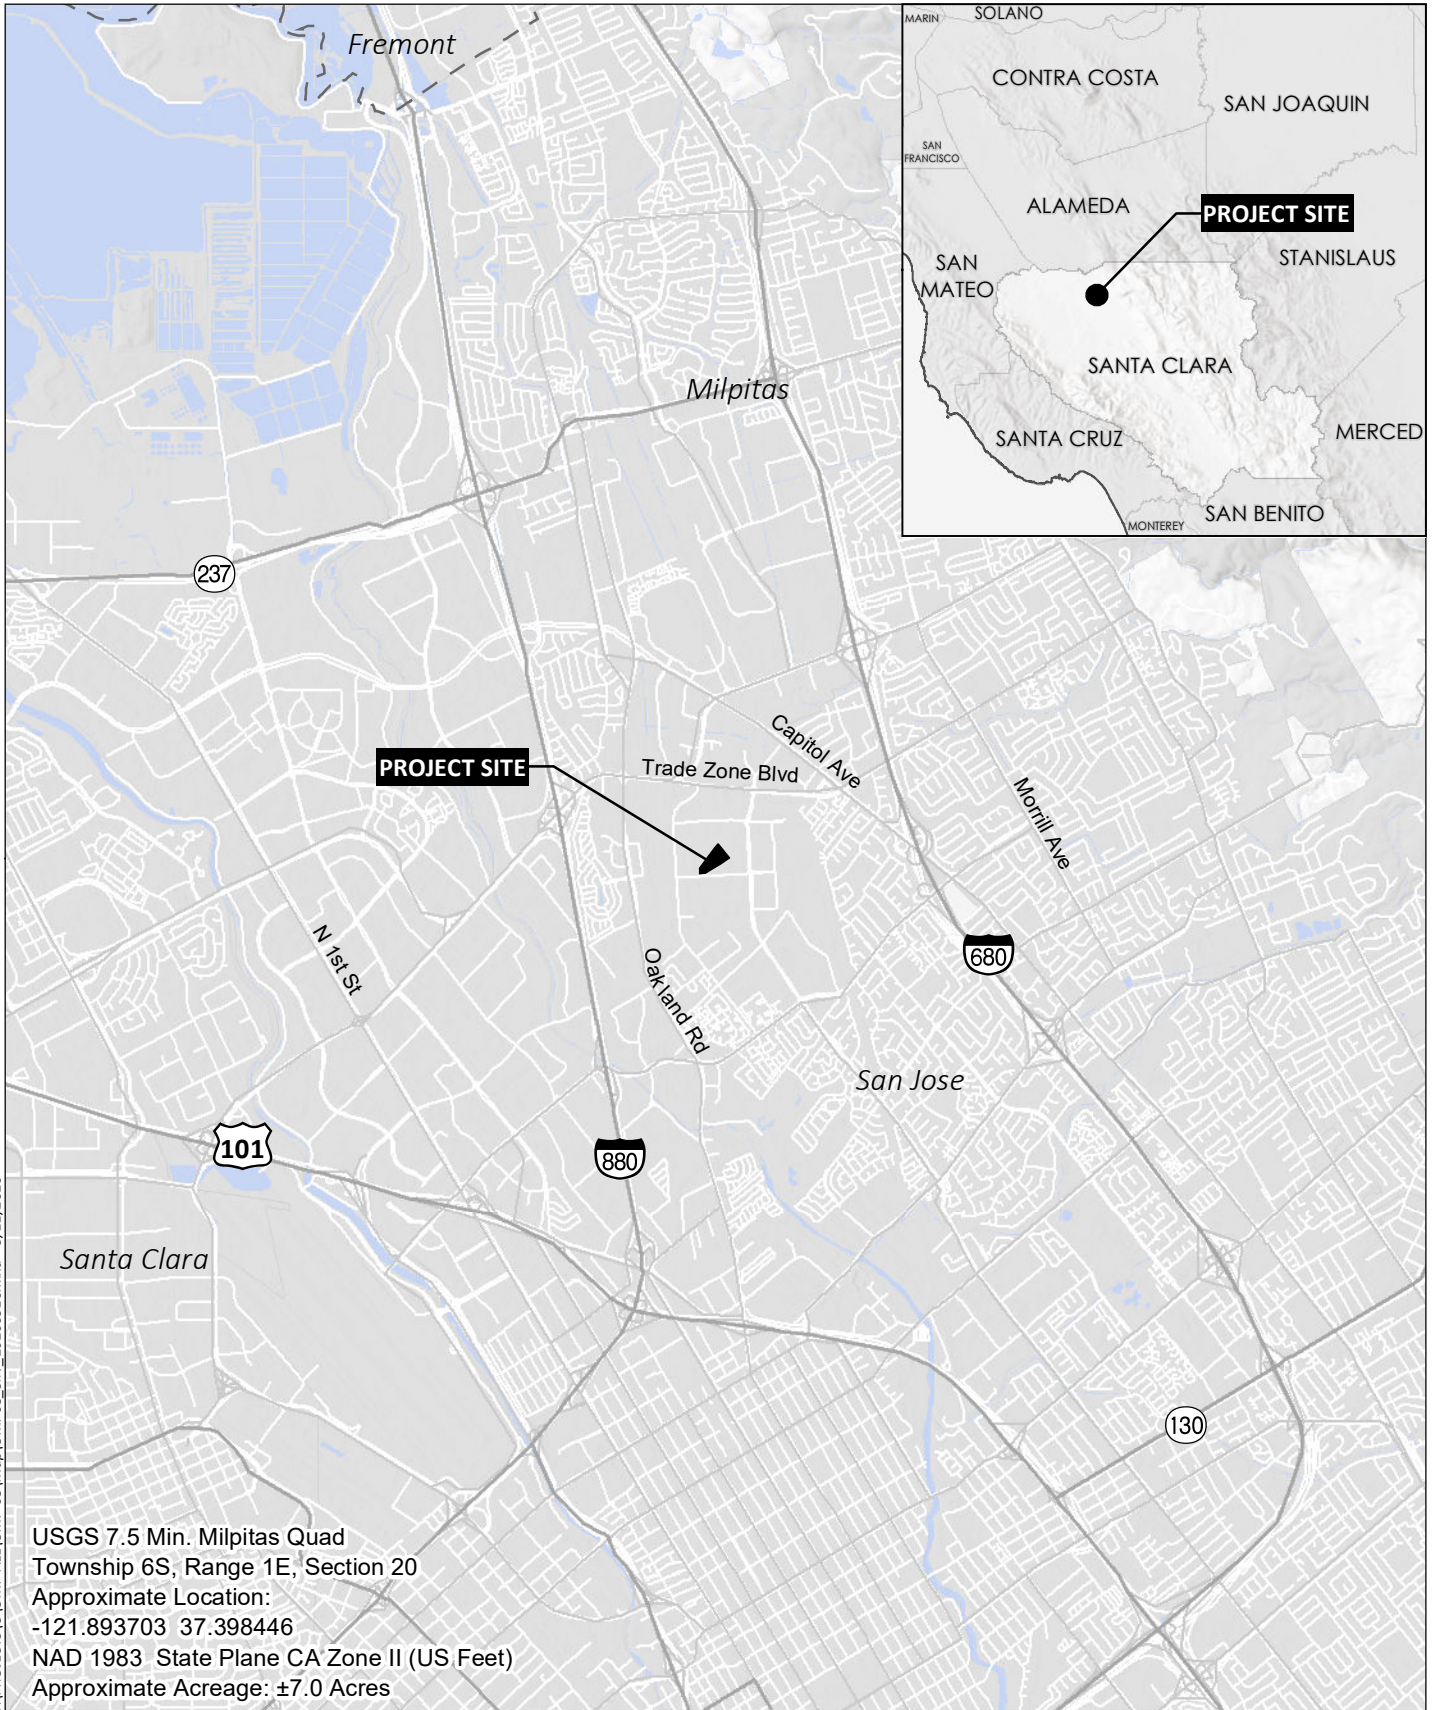 Fremont
MARIN
SOLANO
CONTRA COSTA
SAN JOAQUIN
SAN
FRANCISCO
ALAMEDA
PROJECT SITE
STANISLAUS
SAN
MATEO
SANTA CLARA
SANTA CRUZ
MERCED
SAN BENITO
MONTEREY
Milpitas
237
Capitol Ave
Trade Zone Blvd
PROJECT SITE
Morrill Ave
N 1st St
Oakland Rd
680
San Jose
101
880
Santa Clara
130
USGS 7.5 Min. Milpitas Quad
Township 6S, Range 1E, Section 20
Approximate Location:
-121.893703 37.398446
NAD 1983 State Plane CA Zone II (US Feet)
Approximate Acreage: ±7.0 Acres